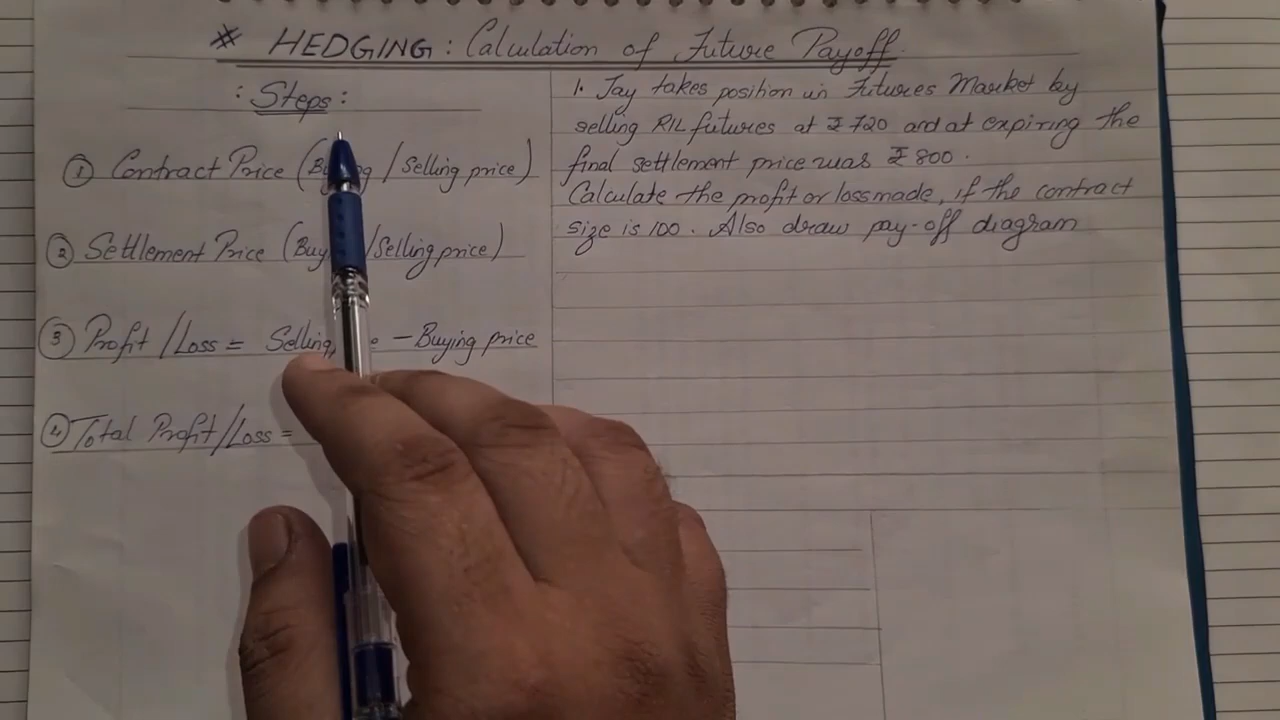 * HEDGING: Calculation of Future Payoff
: Steps :
① Contract Price (Buying / Selling price)
② Settlement Price (Buy /Selling price)
③ Profit /Loss = Selling - Buying price
④ Total Profit/Loss =
1. Jay takes position in Futures Market by
selling RIL futures at ₹ 720 and at expiring the
final settlement price was ₹ 800.
Calculate the profit or loss made, if the contract
size is 100. Also draw pay-off diagram